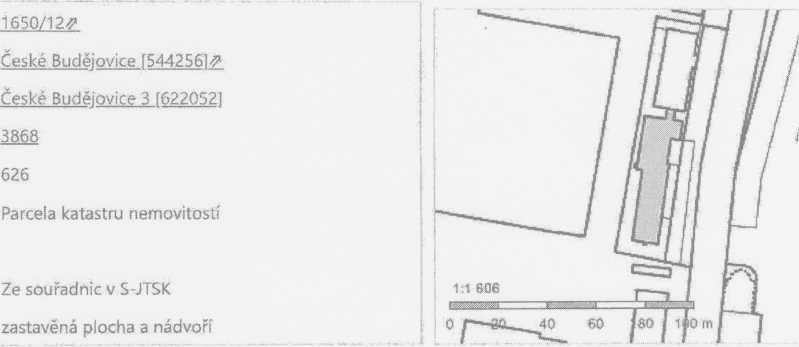 1650/12
České Budějovice [544256]
České Budějovice 3 [622052]
3868
626
Parcela katastru nemovitostí
Ze souřadnic v S-JTSK
zastavěná plocha a nádvoří
1:1 606
0 20 40 60 80 100 m